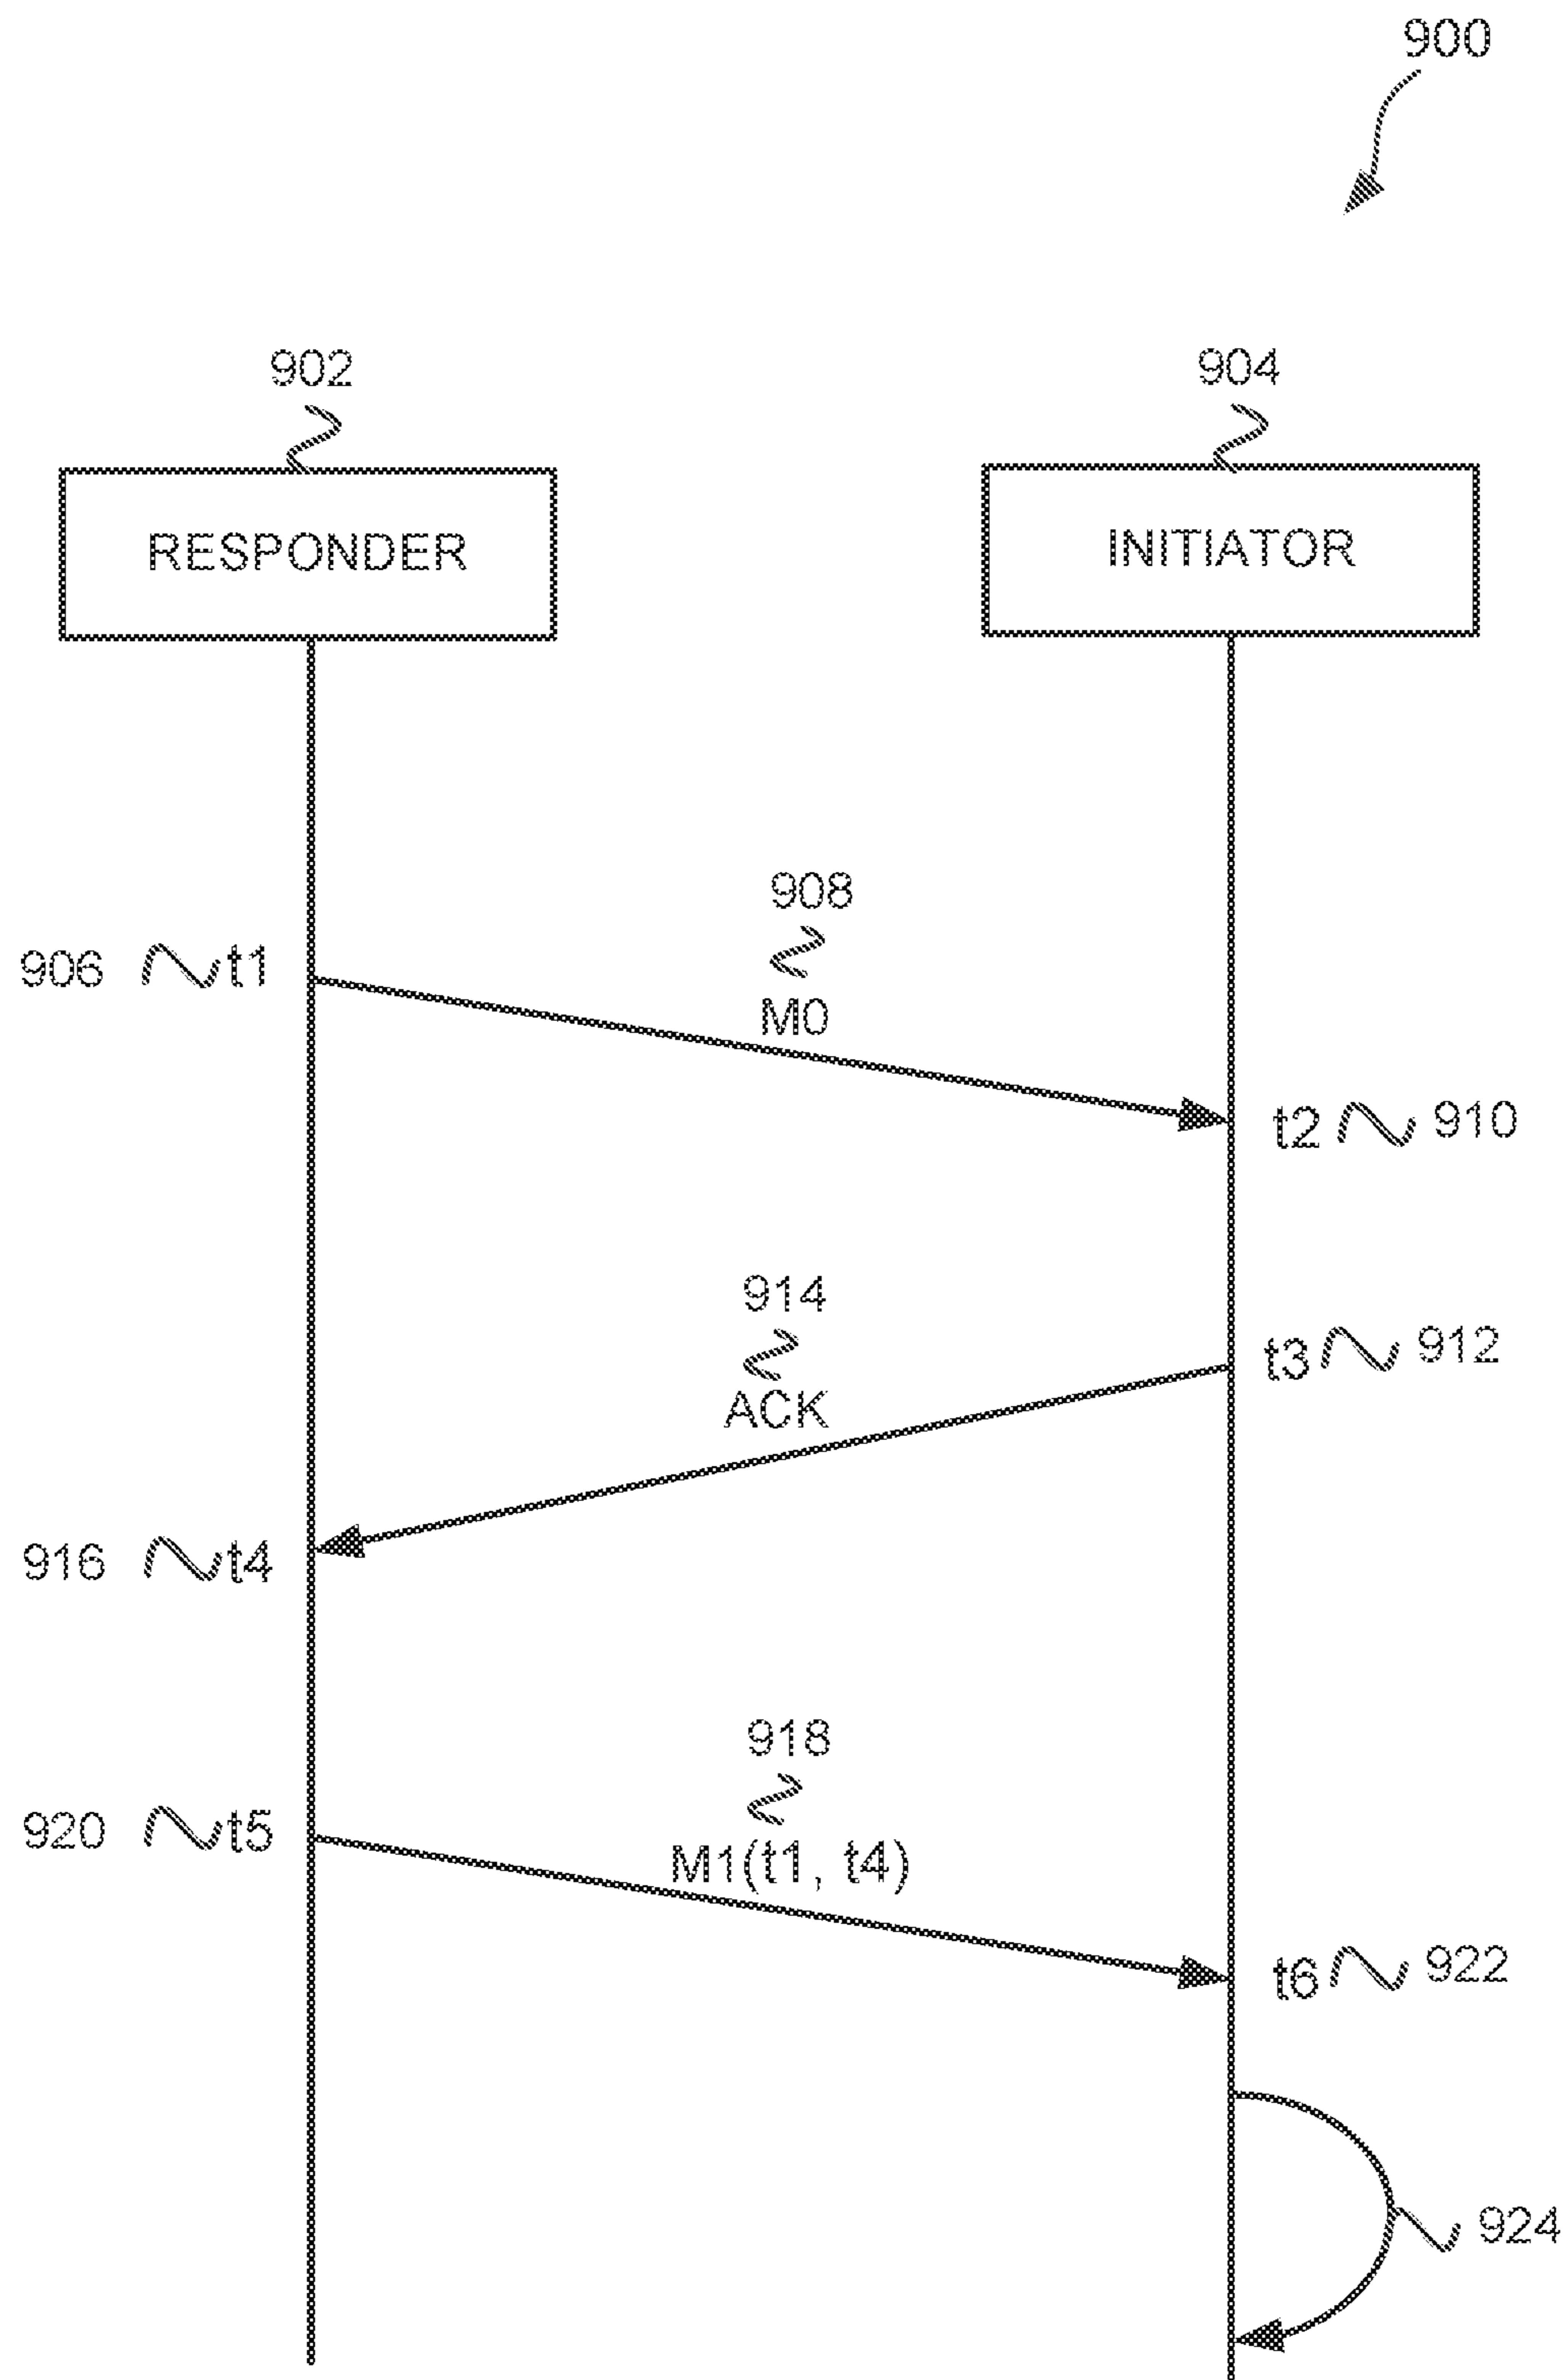 900
902
904
RESPONDER
INITIATOR
908
906 t1
M0
t2 910
914
t3 912
ACK
916 t4
918
920 t5
M1(t1, t4)
t6 922
924